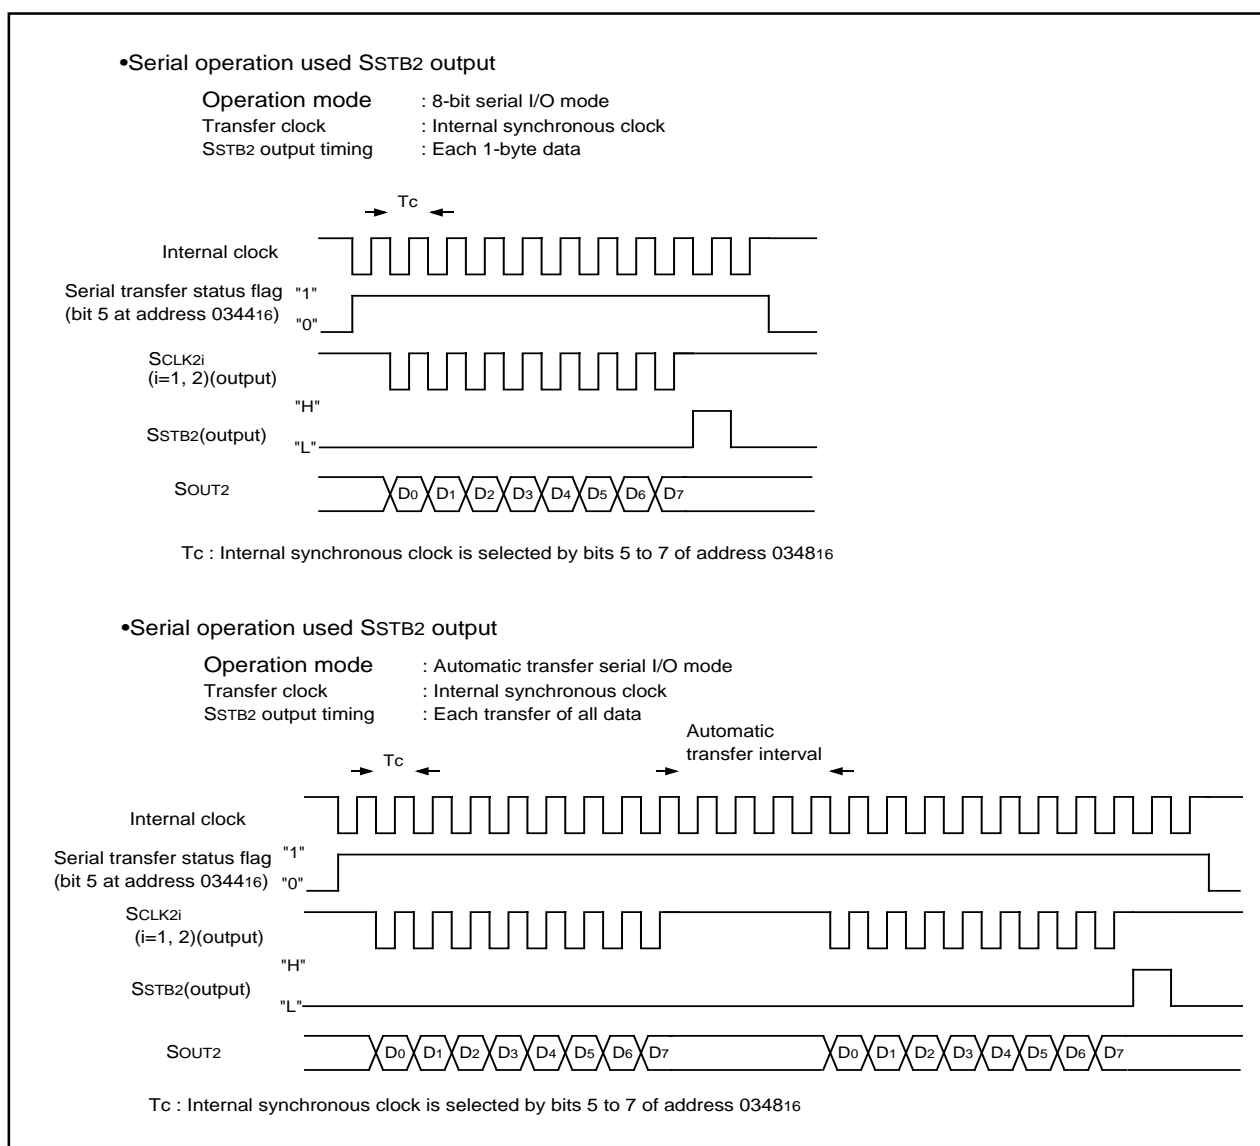 •Serial operation used SSTB2 output
Operation mode : 8-bit serial I/O mode
Transfer clock : Internal synchronous clock
SSTB2 output timing : Each 1-byte data
Tc
Internal clock
Serial transfer status flag "1"
(bit 5 at address 034416) "0"
SCLK2i
(i=1, 2)(output)
"H"
SSTB2(output)
"L"
SOUT2 D0 D1 D2 D3 D4 D5 D6 D7
Tc : Internal synchronous clock is selected by bits 5 to 7 of address 034816
•Serial operation used SSTB2 output
Operation mode : Automatic transfer serial I/O mode
Transfer clock : Internal synchronous clock
SSTB2 output timing : Each transfer of all data
Automatic
transfer interval
Tc
Internal clock
Serial transfer status flag "1"
(bit 5 at address 034416) "0"
SCLK2i
(i=1, 2)(output)
"H"
SSTB2(output)
"L"
SOUT2 D0 D1 D2 D3 D4 D5 D6 D7 D0 D1 D2 D3 D4 D5 D6 D7
Tc : Internal synchronous clock is selected by bits 5 to 7 of address 034816